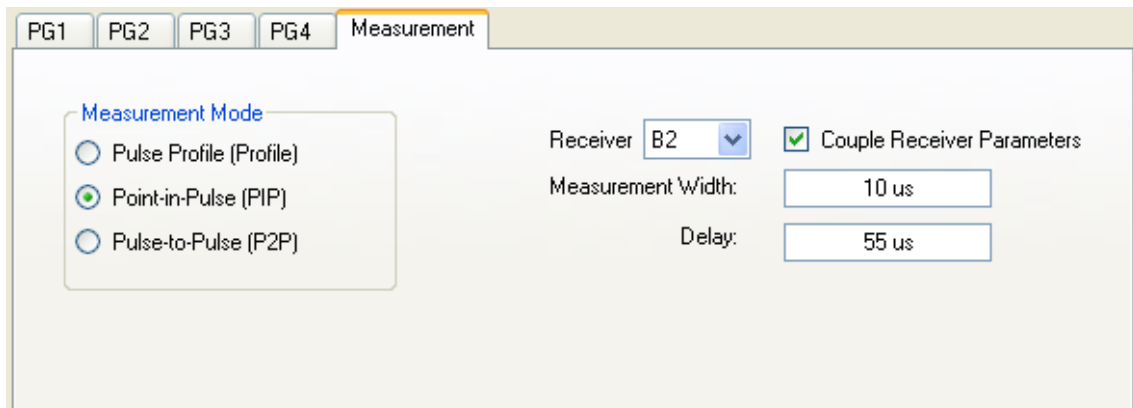 PG1 PG2 PG3 PG4 Measurement
Measurement Mode
Pulse Profile (Profile)
Point-in-Pulse (PIP)
Pulse-to-Pulse (P2P)
Receiver B2 Couple Receiver Parameters
Measurement Width: 10 us
Delay: 55 us